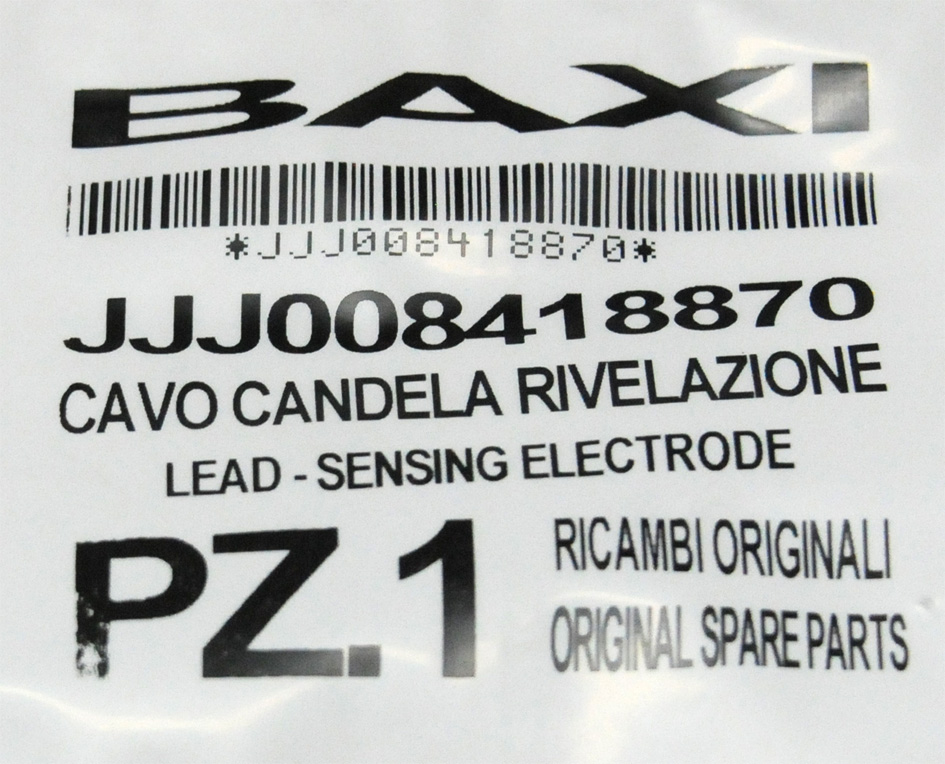 BAXI
*JJJ008418870*
JJJ008418870
CAVO CANDELA RIVELAZIONE
LEAD - SENSING ELECTRODE
PZ.1
RICAMBI ORIGINALI
ORIGINAL SPARE PARTS